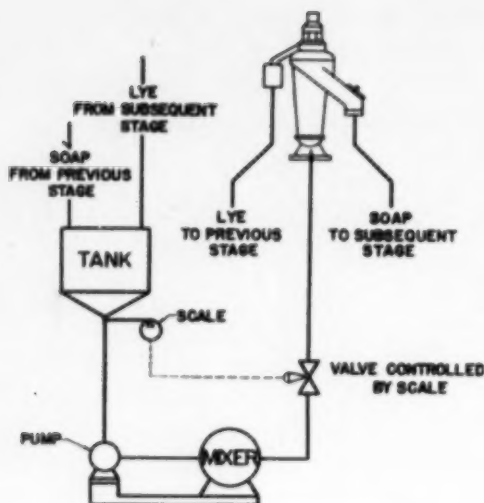 LYE
FROM SUBSEQUENT
STAGE
SOAP
FROM PREVIOUS
STAGE
TANK
LYE
TO PREVIOUS
STAGE
SOAP
TO SUBSEQUENT
STAGE
SCALE
VALVE CONTROLLED
BY SCALE
PUMP
MIXER